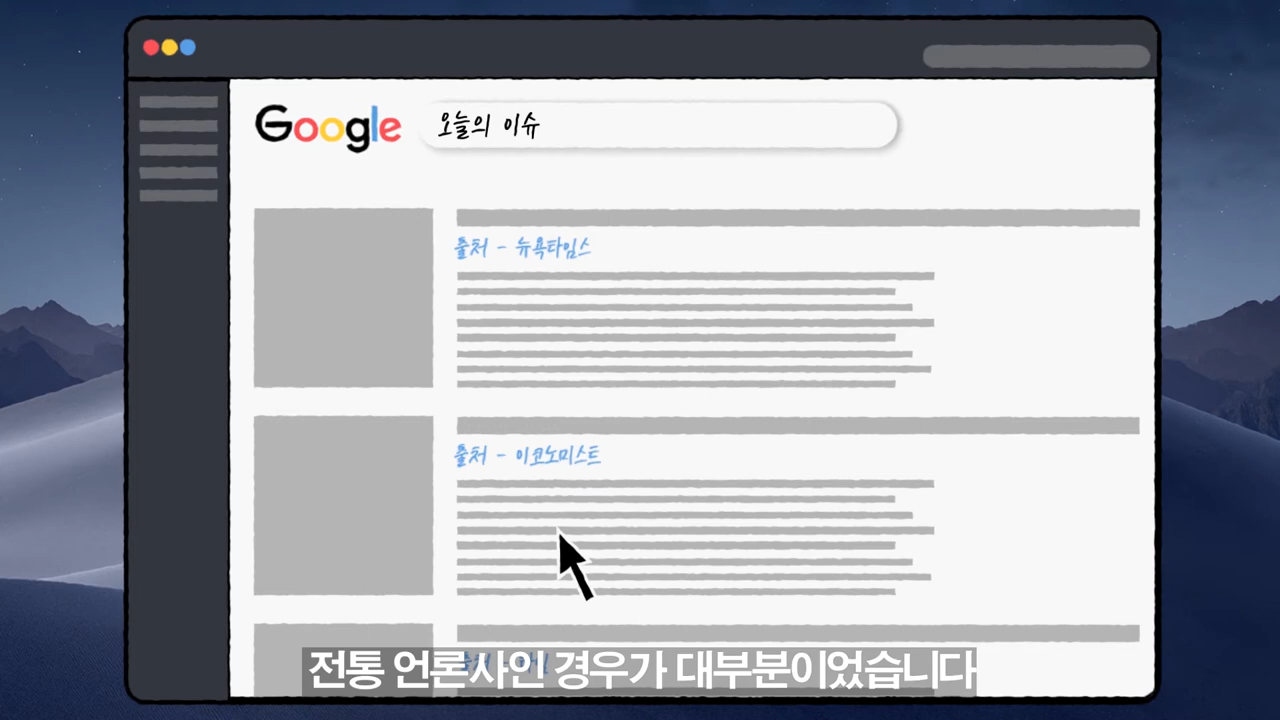 Google
오늘의 이슈
출처 - 뉴욕타임스
출처 - 이코노미스트
전통 언론사인 경우가 대부분이었습니다